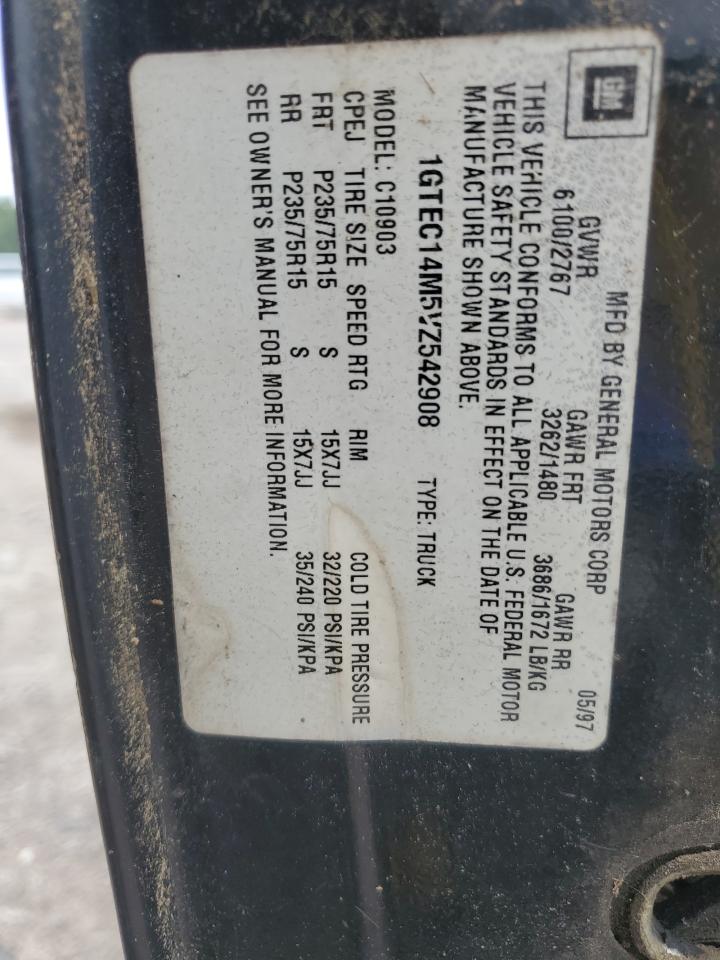 GM
MFD BY GENERAL MOTORS CORP 05/97
GVWR GAWR FRT GAWR RR
6100/2767 3262/1480 3686/1672 LB/KG
THIS VEHICLE CONFORMS TO ALL APPLICABLE U.S. FEDERAL MOTOR
VEHICLE SAFETY STANDARDS IN EFFECT ON THE DATE OF
MANUFACTURE SHOWN ABOVE.
1GTEC14M5VZ542908 TYPE: TRUCK
MODEL: C10903
CPEJ TIRE SIZE SPEED RTG RIM COLD TIRE PRESSURE
FRT P235/75R15 S 15X7JJ 32/220 PSI/KPA
RR P235/75R15 S 15X7JJ 35/240 PSI/KPA
SEE OWNER'S MANUAL FOR MORE INFORMATION.